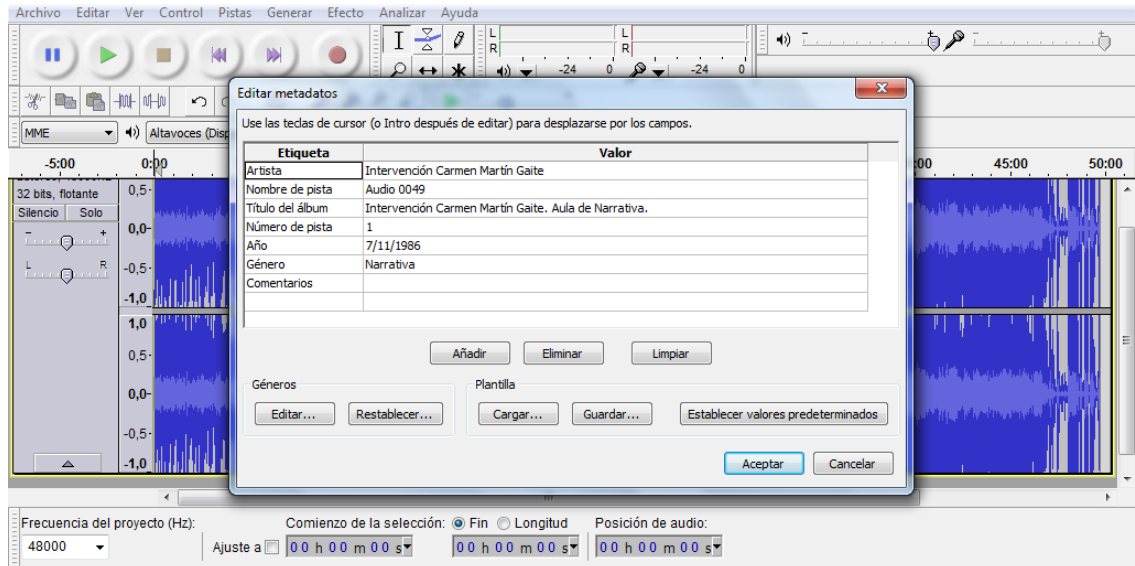 Archivo Editar Ver Control Pistas Generar Efecto Analizar Ayuda
L L
R R
-24 0 -24 0
MME Altavoces (Disp
-5:00 0:00 :00 45:00 50:00
32 bits, flotante
Silencio Solo
- +
L R
0,5
0,0
-0,5
-1,0
1,0
0,5
0,0
-0,5
-1,0
Editar metadatos
Use las teclas de cursor (o Intro después de editar) para desplazarse por los campos.
Etiqueta Valor
Artista Intervención Carmen Martín Gaite
Nombre de pista Audio 0049
Título del álbum Intervención Carmen Martín Gaite. Aula de Narrativa.
Número de pista 1
Año 7/11/1986
Género Narrativa
Comentarios
Añadir Eliminar Limpiar
Géneros Plantilla
Editar... Restablecer... Cargar... Guardar... Establecer valores predeterminados
Aceptar Cancelar
Frecuencia del proyecto (Hz): Comienzo de la selección: Fin Longitud Posición de audio:
48000 Ajuste a 00 h 00 m 00 s 00 h 00 m 00 s 00 h 00 m 00 s